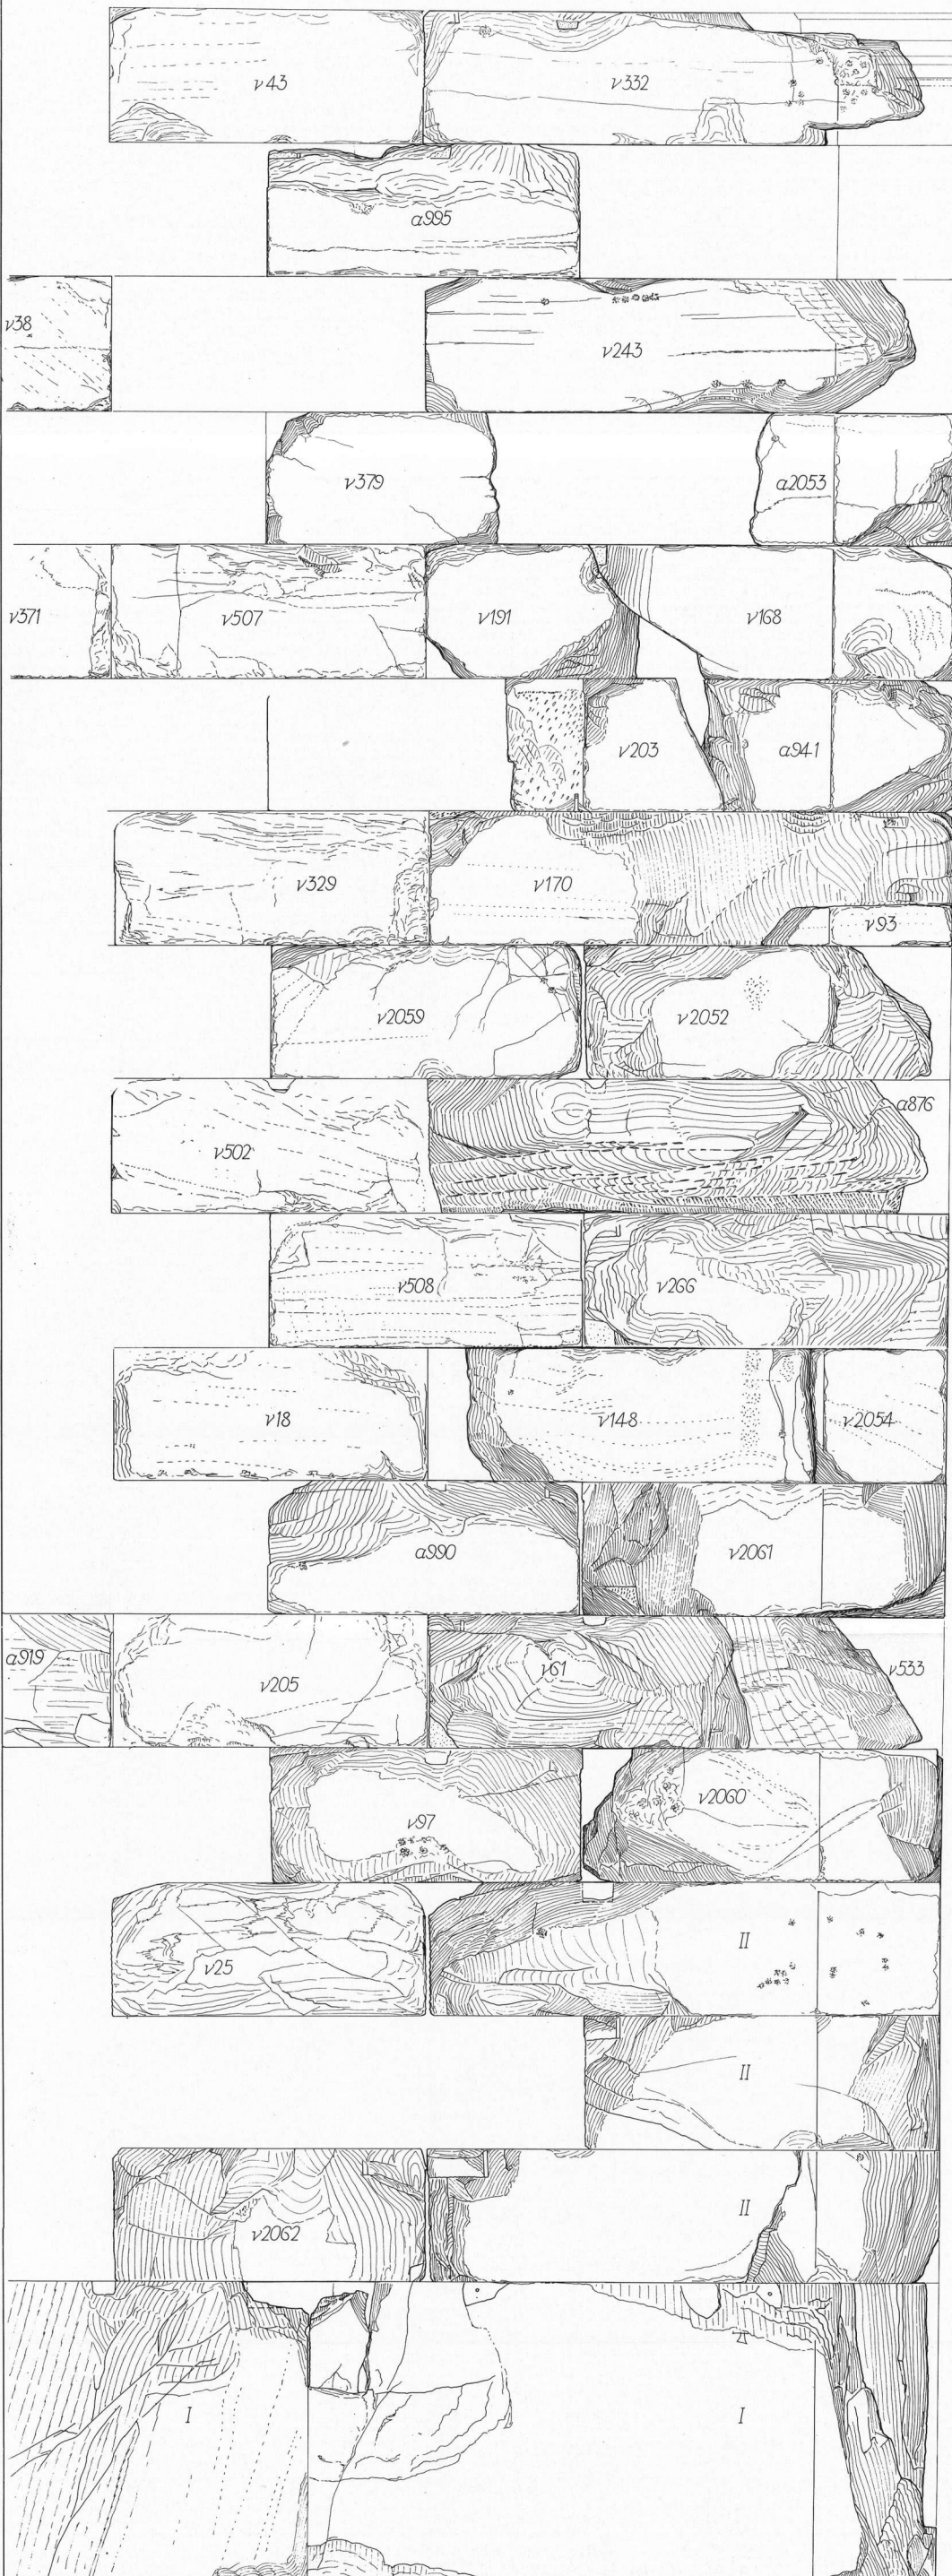 ν43 ν332
α995
ν38 ν243
ν379 α2053
ν371 ν507 ν191 ν168
ν203 α941
ν329 ν170 ν93
ν2059 ν2052
ν502 α876
ν508 ν266
ν18 ν148 ν2054
α990 ν2061
α919 ν205 ν61 ν533
ν97 ν2060
ν25 II
II
ν2062 II
I I